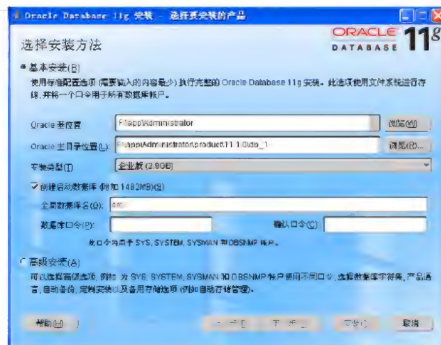 Oracle Database 11g 安装 - 选择要安装的产品
选择安装方法
ORACLE
DATABASE 11g
基本安装(B)
使用标准配置选项 (需要输入的内容最少) 执行完整的 Oracle Database 11g 安装。此选项使用文件系统进行存
储, 并将一个口令用于所有数据库帐户。
Oracle 基位置 F:\app\Administrator 浏览(W)
Oracle 主目录位置(L): F:\app\Administrator\product\11.1.0\db_1 浏览(R)...
安装类型(T) 企业版 (2.8GB)
创建启动数据库 (附加 1482MB)(S)
全局数据库名(G):
数据库口令(P): 确认口令(C):
此口令用于 SYS, SYSTEM, SYSMAN 和 DBSNMP 帐户。
高级安装(A)
可以选择高级选项, 例如: 为 SYS, SYSTEM, SYSMAN 和 DBSNMP 帐户使用不同口令, 选择数据库字符集, 产品语
言, 自动备份, 定制安装以及备用存储选项 (例如自动存储管理)。
帮助(H) 取消